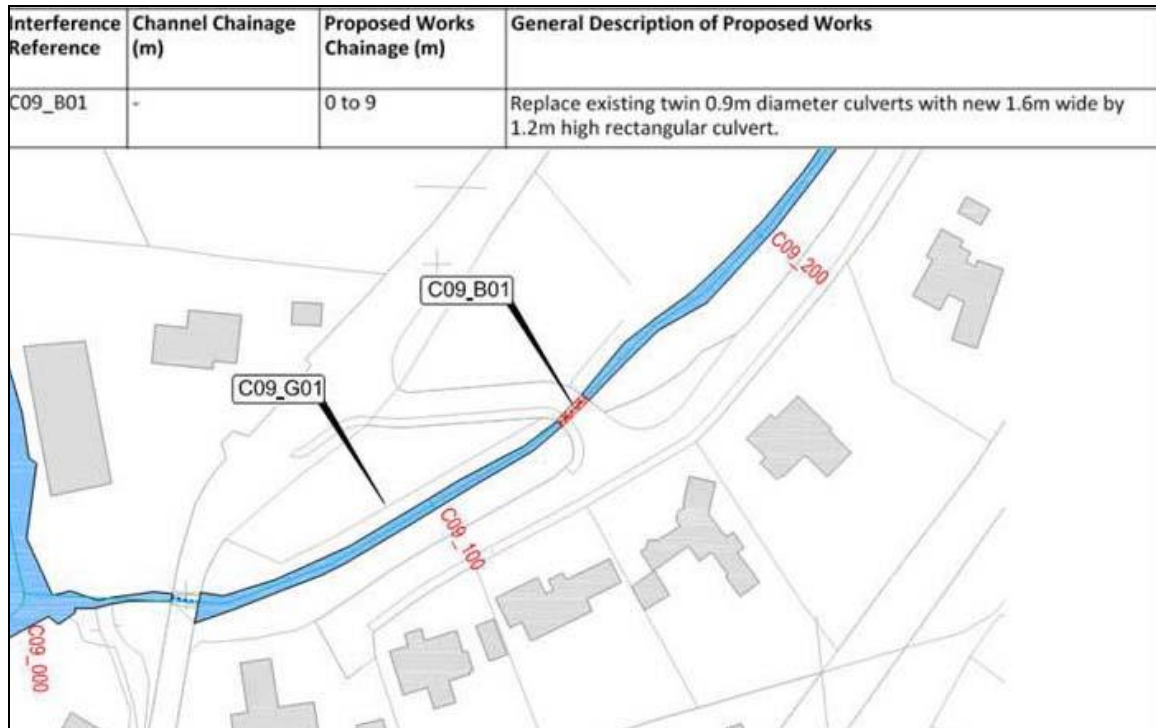 Interference Reference
Channel Chainage (m)
Proposed Works Chainage (m)
General Description of Proposed Works
C09_B01
-
0 to 9
Replace existing twin 0.9m diameter culverts with new 1.6m wide by
1.2m high rectangular culvert.
C09_200
C09_B01
C09_G01
C09_100
C09_000